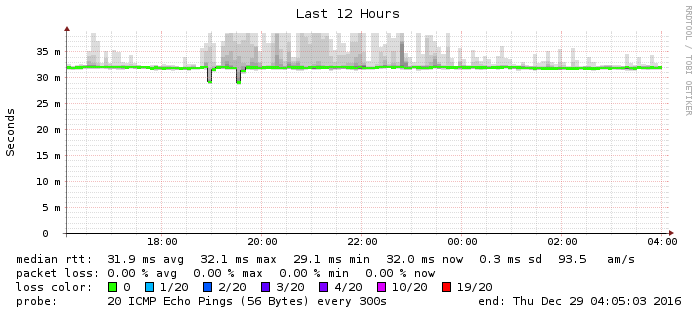 Last 12 Hours
RRDTOOL / TOBI OETIKER
Seconds
35 m
30 m
25 m
20 m
15 m
10 m
5 m
0
18:00 20:00 22:00 00:00 02:00 04:00
median rtt: 31.9 ms avg 32.1 ms max 29.1 ms min 32.0 ms now 0.3 ms sd 93.5 am/s
packet loss: 0.00 % avg 0.00 % max 0.00 % min 0.00 % now
loss color: 0 1/20 2/20 3/20 4/20 10/20 19/20
probe: 20 ICMP Echo Pings (56 Bytes) every 300s end: Thu Dec 29 04:05:03 2016